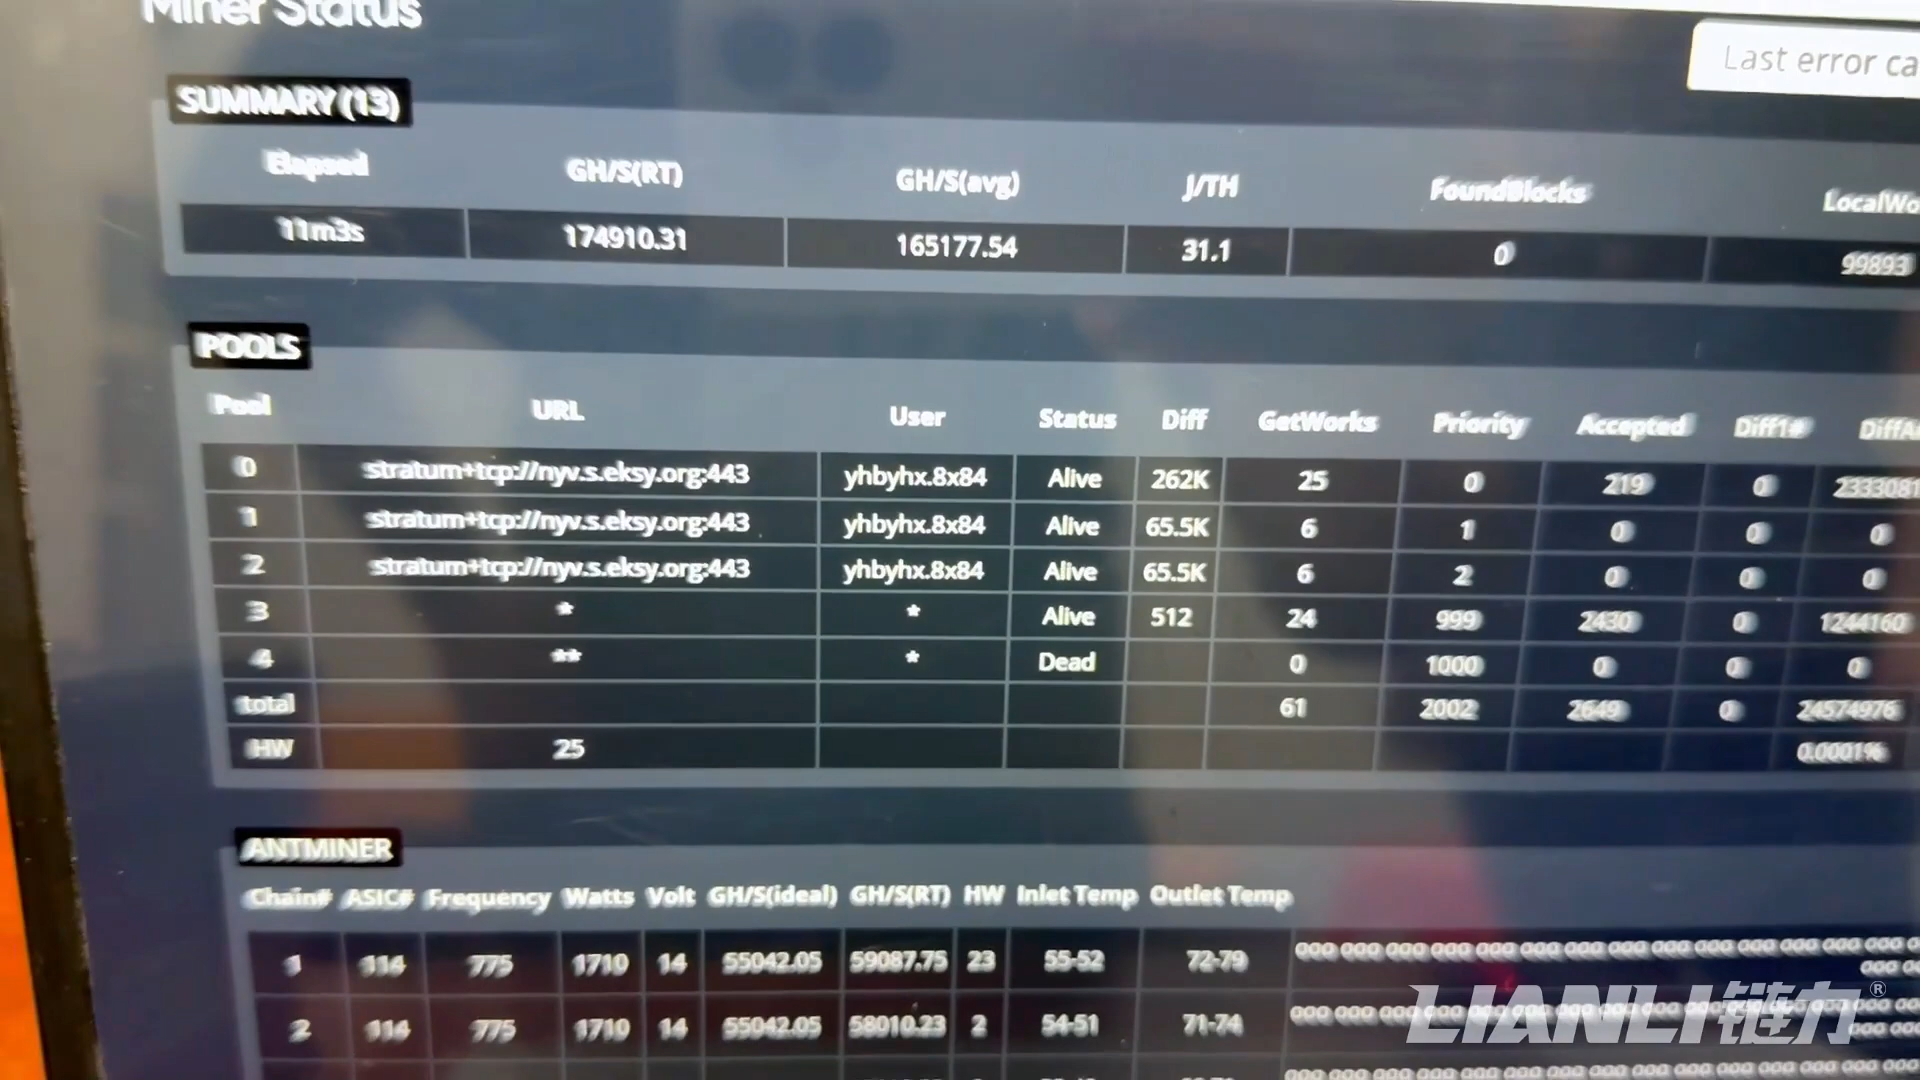 Miner Status
Last error ca
SUMMARY (13)
Elapsed GH/S(RT) GH/S(avg) J/TH FoundBlocks LocalWo
11m3s 174910.31 165177.54 31.1 0 99893
POOLS
Pool URL User Status Diff GetWorks Priority Accepted Diff1# DiffA
0 stratum+tcp://nyv.s.eksy.org:443 yhbyhx.8x84 Alive 262K 25 0 219 0 2333081
1 stratum+tcp://nyv.s.eksy.org:443 yhbyhx.8x84 Alive 65.5K 6 1 0 0 0
2 stratum+tcp://nyv.s.eksy.org:443 yhbyhx.8x84 Alive 65.5K 6 2 0 0 0
3 * * Alive 512 24 999 2430 0 1244160
4 ** * Dead 0 1000 0 0 0
total 61 2002 2649 0 24574976
HW 25 0.0001%
ANTMINER
Chain# ASIC# Frequency Watts Volt GH/S(ideal) GH/S(RT) HW Inlet Temp Outlet Temp
1 114 775 1710 14 55042.05 59087.75 23 55-52 72-79
2 114 775 1710 14 55042.05 58010.23 2 54-51 71-74
LIANLI链力®